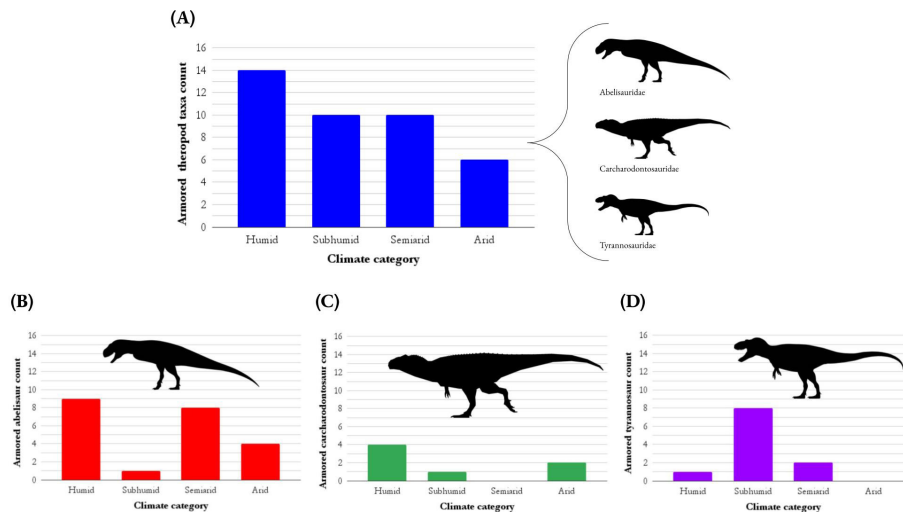 (A)
Armored theropod taxa count
16
14
12
10
8
6
4
2
0
Humid Subhumid Semiarid Arid
Climate category
Abelisauridae
Carcharodontosauridae
Tyrannosauridae
(B)
Armored abelisaur count
16
14
12
10
8
6
4
2
0
Humid Subhumid Semiarid Arid
Climate category
(C)
Armored carcharodontosaur count
16
14
12
10
8
6
4
2
0
Humid Subhumid Semiarid Arid
Climate category
(D)
Armored tyrannosaur count
16
14
12
10
8
6
4
2
0
Humid Subhumid Semiarid Arid
Climate category